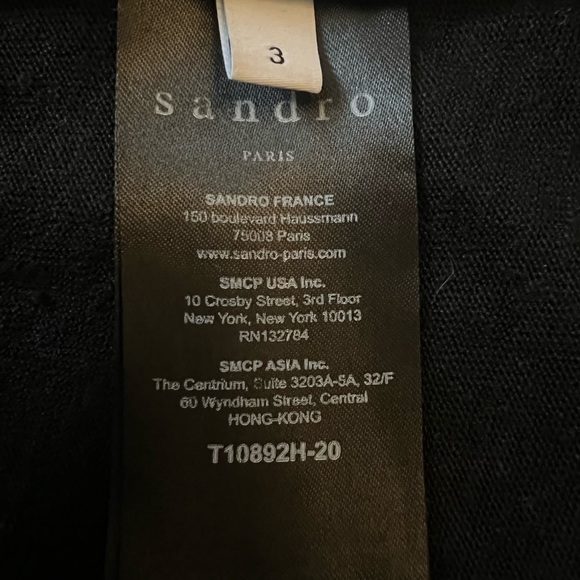 3
sandro
PARIS
SANDRO FRANCE
150 boulevard Haussmann
75008 Paris
www.sandro-paris.com
SMCP USA Inc.
10 Crosby Street, 3rd Floor
New York, New York 10013
RN132784
SMCP ASIA Inc.
The Centrium, Suite 3203A-5A, 32/F
60 Wyndham Street, Central
HONG-KONG
T10892H-20